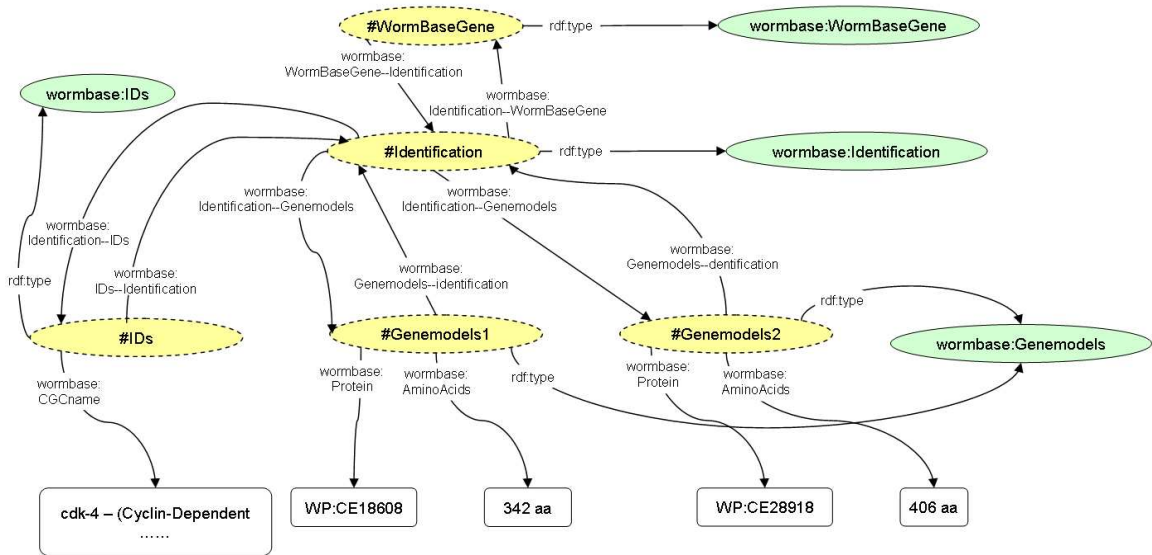 #WormBaseGene
rdf:type
wormbase:WormBaseGene
wormbase:
WormBaseGene--Identification
wormbase:IDs
wormbase:
Identification--WormBaseGene
#Identification
rdf:type
wormbase:Identification
wormbase:
Identification--Genemodels
wormbase:
Identification--Genemodels
wormbase:
Identification--IDs
wormbase:
Genemodels--dentification
wormbase:
IDs--Identification
wormbase:
Genemodels--identification
rdf:type
rdf:type
#IDs
#Genemodels1
#Genemodels2
wormbase:Genemodels
wormbase:
CGCname
wormbase:
Protein
wormbase:
AminoAcids
rdf:type
wormbase:
Protein
wormbase:
AminoAcids
cdk-4 – (Cyclin-Dependent
……
WP:CE18608
342 aa
WP:CE28918
406 aa